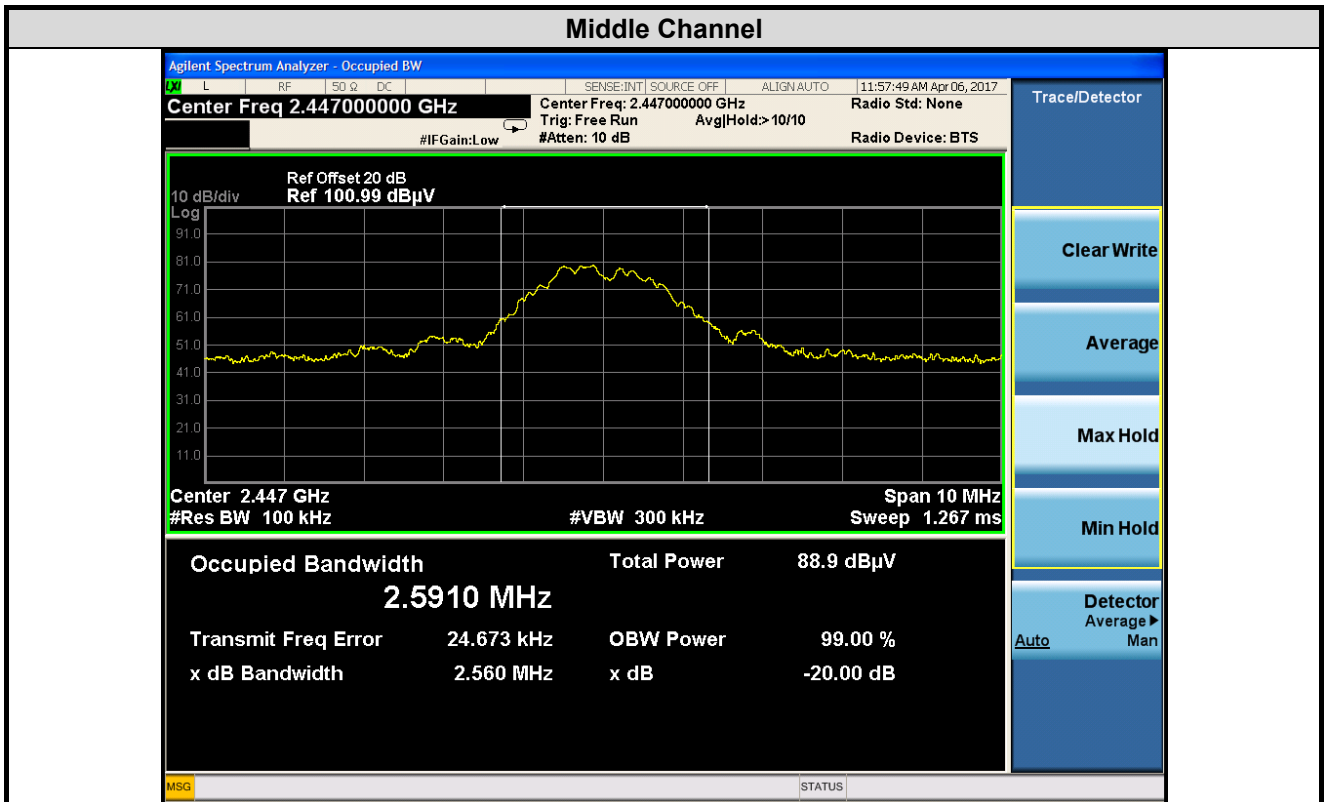 Middle Channel
Agilent Spectrum Analyzer - Occupied BW
LXI L RF 50 Ω DC SENSE:INT SOURCE OFF ALIGN AUTO 11:57:49 AM Apr 06, 2017
Center Freq 2.447000000 GHz
Center Freq: 2.447000000 GHz
Radio Std: None
Trig: Free Run Avg|Hold:>10/10
#IFGain:Low
#Atten: 10 dB
Radio Device: BTS
Ref Offset 20 dB
10 dB/div Ref 100.99 dBµV
Log
91.0
81.0
71.0
61.0
51.0
41.0
31.0
21.0
11.0
Center 2.447 GHz Span 10 MHz
#Res BW 100 kHz #VBW 300 kHz Sweep 1.267 ms
Occupied Bandwidth Total Power 88.9 dBµV
2.5910 MHz
Transmit Freq Error 24.673 kHz OBW Power 99.00 %
x dB Bandwidth 2.560 MHz x dB -20.00 dB
Trace/Detector
Clear Write
Average
Max Hold
Min Hold
Detector
Average▶
Auto Man
MSG STATUS